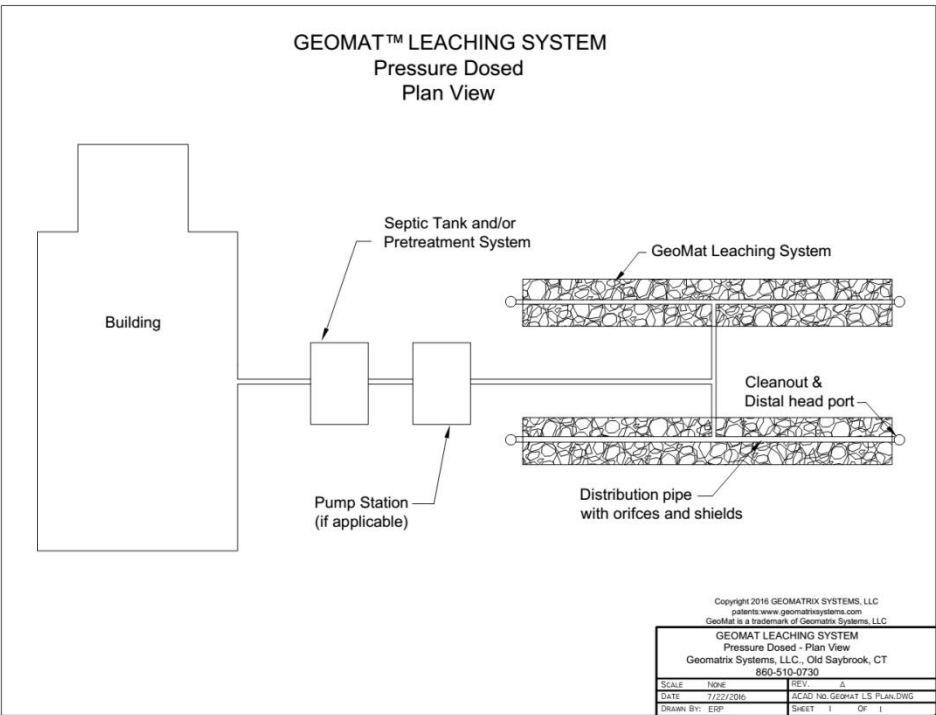 GEOMAT™ LEACHING SYSTEM
Pressure Dosed
Plan View
Septic Tank and/or
Pretreatment System
GeoMat Leaching System
Building
Cleanout &
Distal head port
Pump Station
(if applicable)
Distribution pipe
with orifces and shields
Copyright 2016 GEOMATRIX SYSTEMS, LLC
patents:www.geomatrixsystems.com
GeoMat is a trademark of Geomatrix Systems, LLC
GEOMAT LEACHING SYSTEM
Pressure Dosed - Plan View
Geomatrix Systems, LLC., Old Saybrook, CT
860-510-0730
SCALE NONE REV. A
DATE 7/22/2016 ACAD NO. GEOMAT LS PLAN.DWG
DRAWN BY: ERP SHEET 1 OF 1